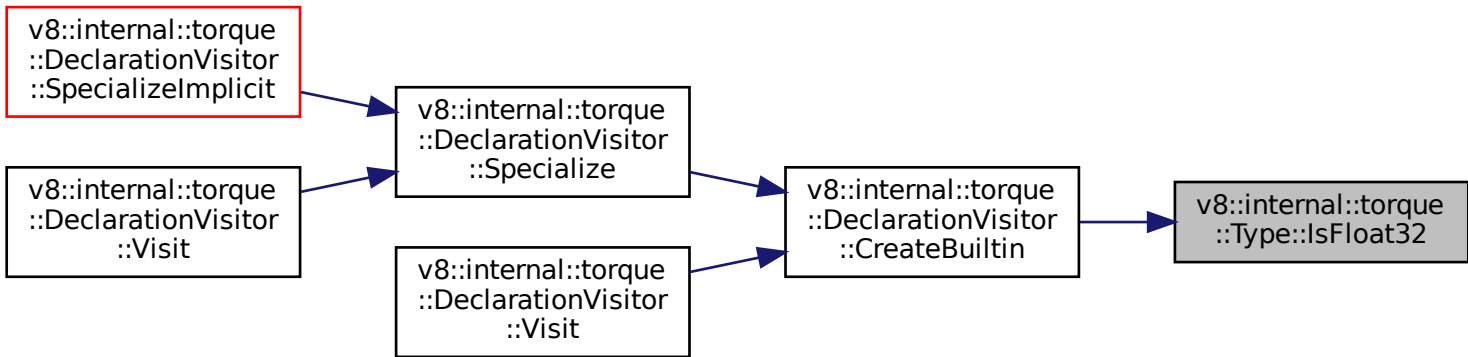 v8::internal::torque
::DeclarationVisitor
::SpecializeImplicit
v8::internal::torque
::DeclarationVisitor
::Visit
v8::internal::torque
::DeclarationVisitor
::Specialize
v8::internal::torque
::DeclarationVisitor
::Visit
v8::internal::torque
::DeclarationVisitor
::CreateBuiltin
v8::internal::torque
::Type::IsFloat32